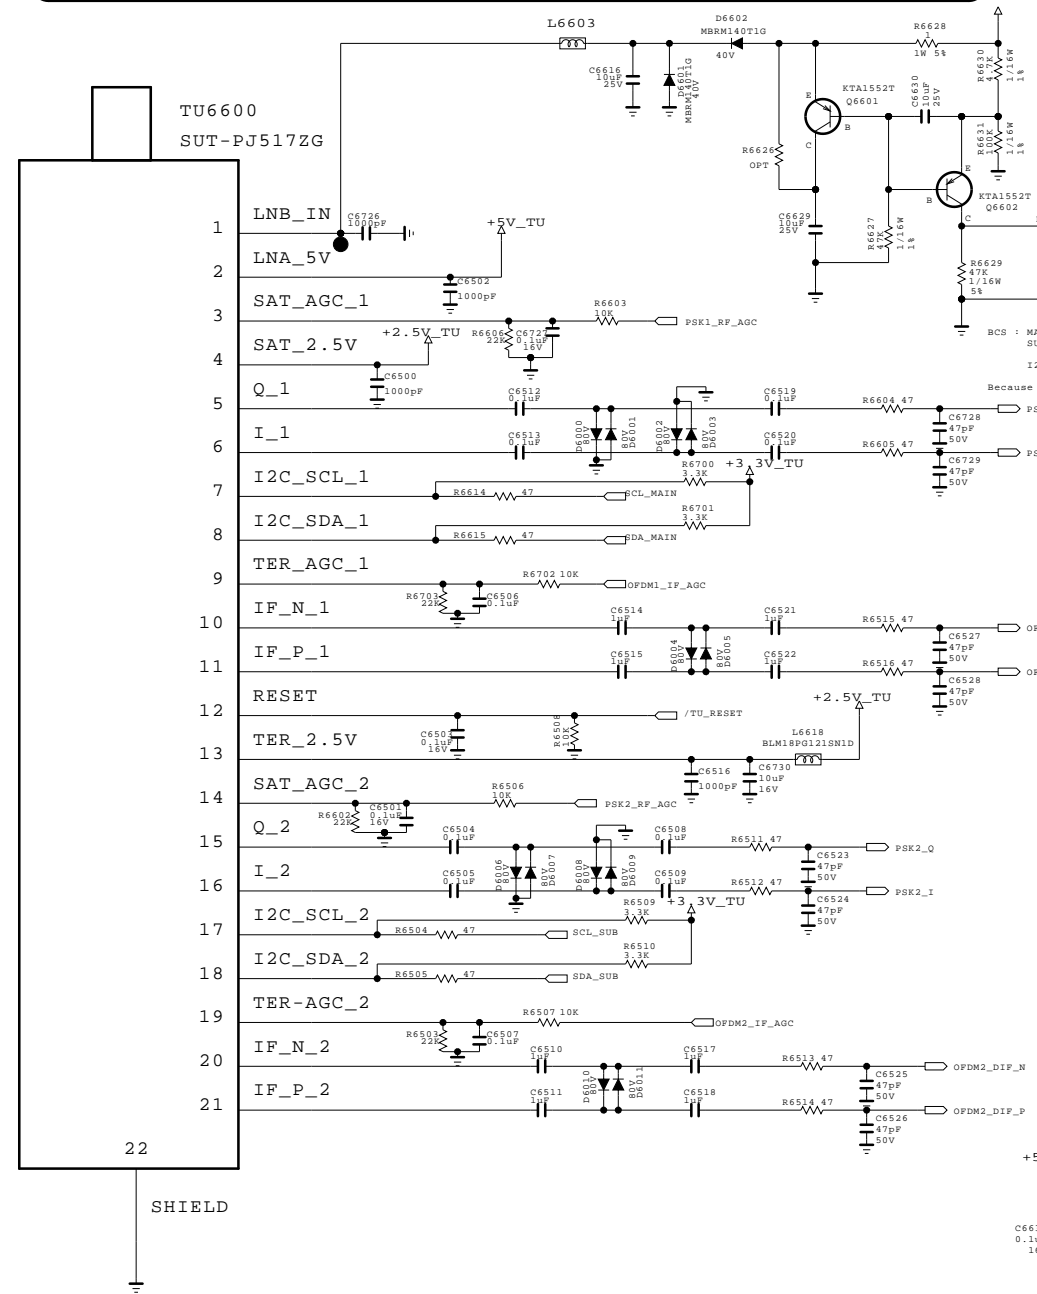 L6603
D6602
MBRM140T1G
40V
C6616
10uF
25V
D6601
MBRM140T1G
40V
R6628
1
1W 5%
R6630
4.7K
1/16W
1%
KTA1552T
Q6601
E
B
C
C6630
10uF
25V
R6631
100K
1/16W
1%
R6626
OPT
C6629
10uF
25V
R6627
47K
1/16W
1%
E
B
C
KTA1552T
Q6602
R6629
47K
1/16W
5%
BCS : MA
SU
I2
Because
TU6600
SUT-PJ517ZG
1 LNB_IN
C6726
1000pF
2 LNA_5V
+5V_TU
C6502
1000pF
3 SAT_AGC_1
R6606
22K
C6727
0.1uF
16V
R6603
10K
PSK1_RF_AGC
4 SAT_2.5V
+2.5V_TU
C6500
1000pF
5 Q_1
C6512
0.1uF
D6000
80V
80V
D6001
D6002
80V
80V
D6003
C6519
0.1uF
R6604 47
C6728
47pF
50V
PS
6 I_1
C6513
0.1uF
C6520
0.1uF
R6605 47
C6729
47pF
50V
PS
7 I2C_SCL_1
R6614 47
R6700
3.3K
+3.3V_TU
SCL_MAIN
8 I2C_SDA_1
R6615 47
R6701
3.3K
SDA_MAIN
9 TER_AGC_1
R6703
22K
C6506
0.1uF
R6702 10K
OFDM1_IF_AGC
10 IF_N_1
C6514
1uF
D6004
80V
80V
D6005
C6521
1uF
R6515 47
C6527
47pF
50V
OF
11 IF_P_1
C6515
1uF
C6522
1uF
R6516 47
C6528
47pF
50V
OF
12 RESET
C6503
0.1uF
16V
R6508
10K
/TU_RESET
13 TER_2.5V
C6516
1000pF
C6730
10uF
16V
L6618
BLM18PG121SN1D
+2.5V_TU
14 SAT_AGC_2
R6602
22K
C6501
0.1uF
16V
R6506
10K
PSK2_RF_AGC
15 Q_2
C6504
0.1uF
D6006
80V
80V
D6007
D6008
80V
80V
D6009
C6508
0.1uF
R6511 47
C6523
47pF
50V
PSK2_Q
16 I_2
C6505
0.1uF
C6509
0.1uF
R6512 47
C6524
47pF
50V
PSK2_I
17 I2C_SCL_2
R6504 47
R6509
3.3K
+3.3V_TU
SCL_SUB
18 I2C_SDA_2
R6505 47
R6510
3.3K
SDA_SUB
19 TER-AGC_2
R6503
22K
C6507
0.1uF
R6507 10K
OFDM2_IF_AGC
20 IF_N_2
C6510
1uF
D6010
80V
80V
D6011
C6517
1uF
R6513 47
C6525
47pF
50V
OFDM2_DIF_N
21 IF_P_2
C6511
1uF
C6518
1uF
R6514 47
C6526
47pF
50V
OFDM2_DIF_P
22
SHIELD
+5
C661
0.1u
16